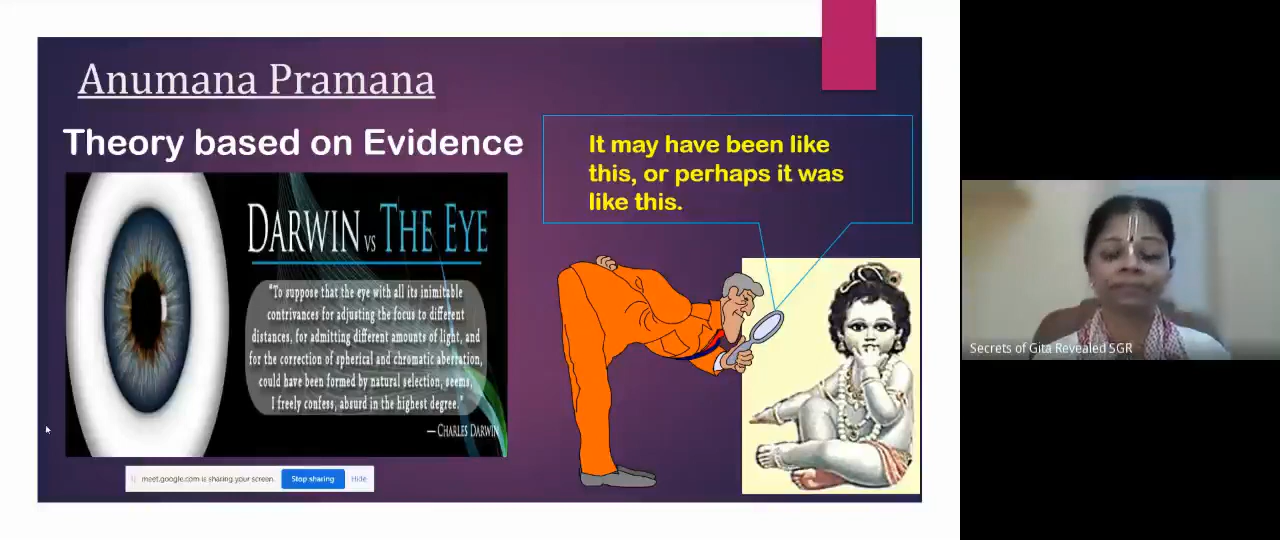 Anumana Pramana
Theory based on Evidence
It may have been like
this, or perhaps it was
like this.
DARWIN vs THE EYE
"To suppose that the eye with all its inimitable
contrivances for adjusting the focus to different
distances, for admitting different amounts of light, and
for the correction of spherical and chromatic aberration,
could have been formed by natural selection, seems,
I freely confess, absurd in the highest degree."
— CHARLES DARWIN
meet.google.com is sharing your screen.
Stop sharing
Hide
Secrets of Gita Revealed SGR